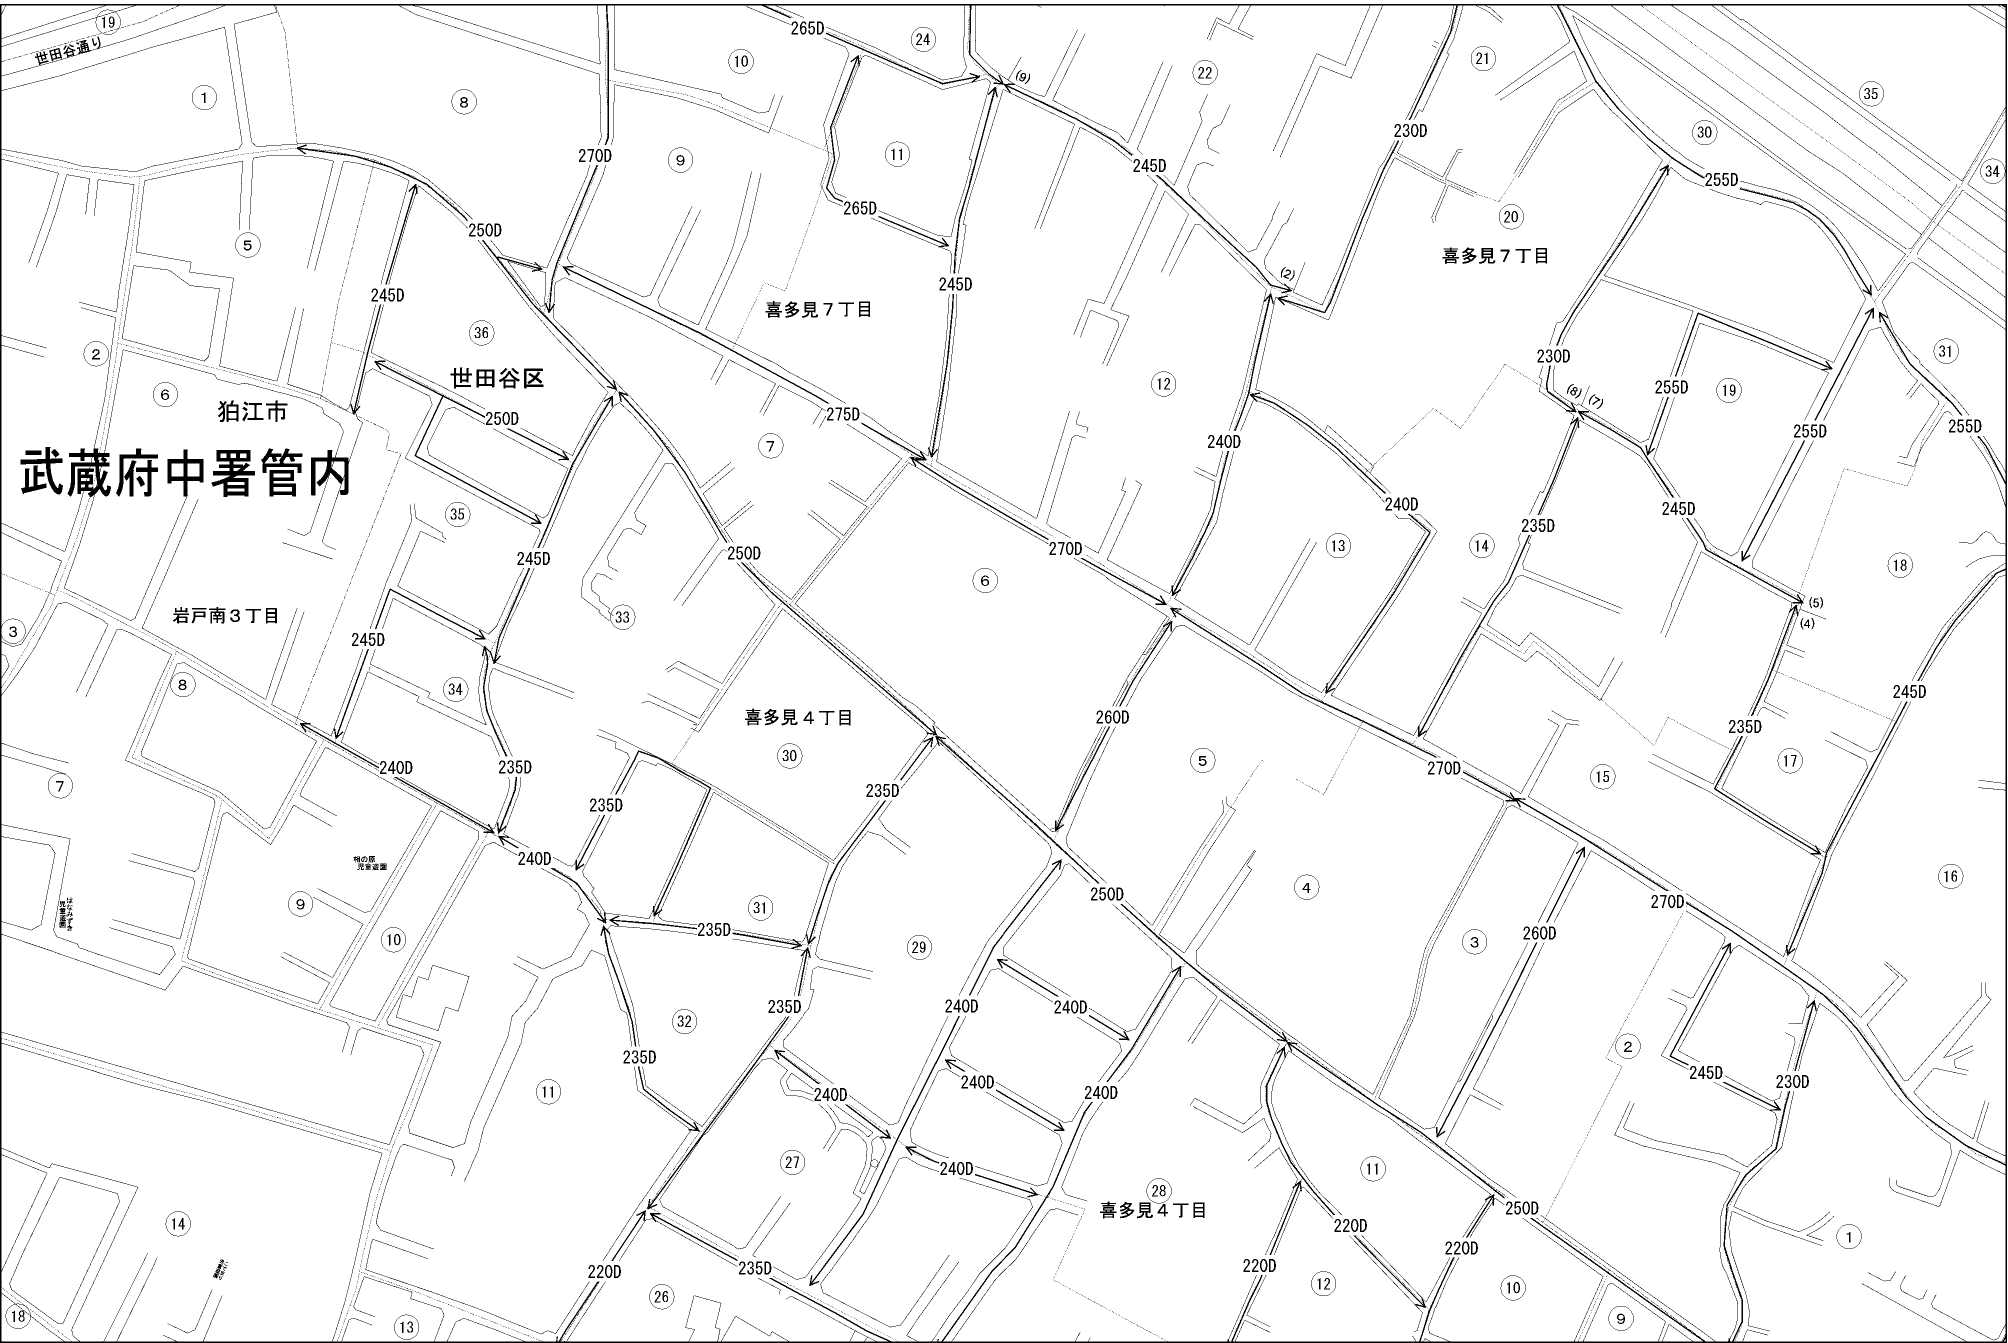 19
世田谷通り
1
8
10
265D
24
(9)
22
21
35
30
34
270D
9
11
265D
245D
230D
255D
20
喜多見７丁目
5
250D
245D
245D
喜多見７丁目
(2)
36
2
6
狛江市
世田谷区
武蔵府中署管内
250D
275D
7
12
240D
230D
(8)
(7)
255D
19
31
255D
255D
35
245D
250D
270D
6
240D
13
14
235D
245D
18
3
岩戸南３丁目
33
245D
(5)
(4)
8
34
喜多見４丁目
30
260D
245D
235D
17
7
240D
235D
235D
235D
5
270D
15
240D
9
10
31
235D
29
250D
4
3
260D
270D
16
32
235D
235D
240D
240D
2
245D
230D
11
240D
240D
240D
27
240D
28
喜多見４丁目
11
14
220D
250D
1
220D
235D
26
220D
12
220D
10
9
18
13